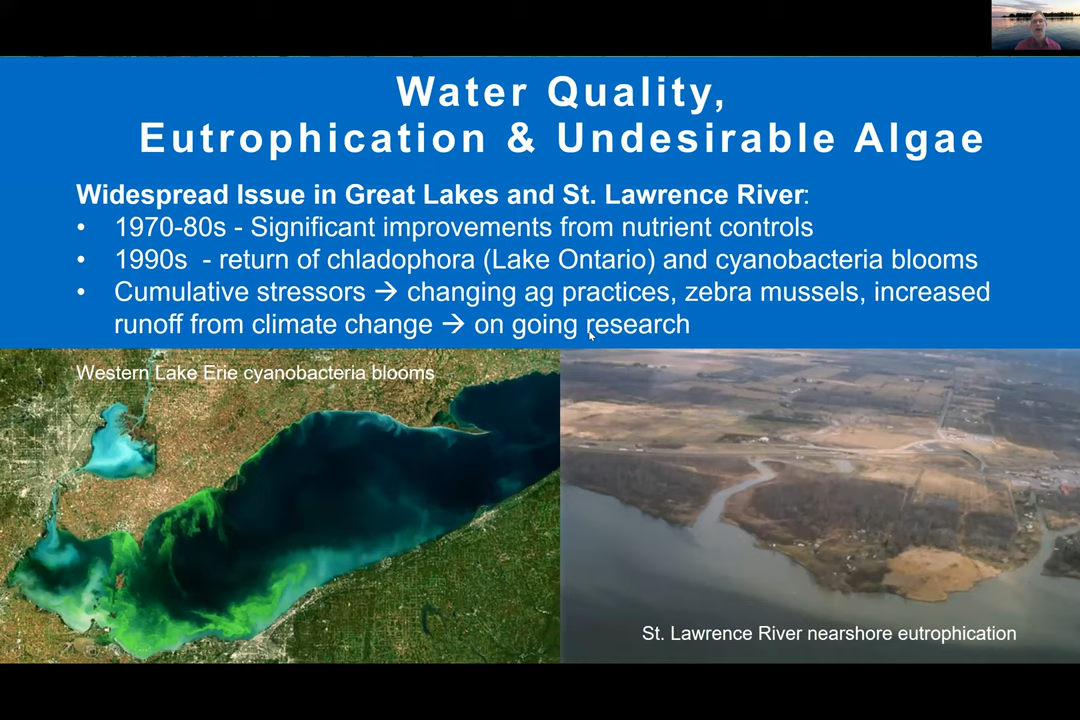 Water Quality,
Eutrophication & Undesirable Algae
Widespread Issue in Great Lakes and St. Lawrence River:
• 1970-80s - Significant improvements from nutrient controls
• 1990s - return of chladophora (Lake Ontario) and cyanobacteria blooms
• Cumulative stressors → changing ag practices, zebra mussels, increased
runoff from climate change → on going research
Western Lake Erie cyanobacteria blooms
St. Lawrence River nearshore eutrophication